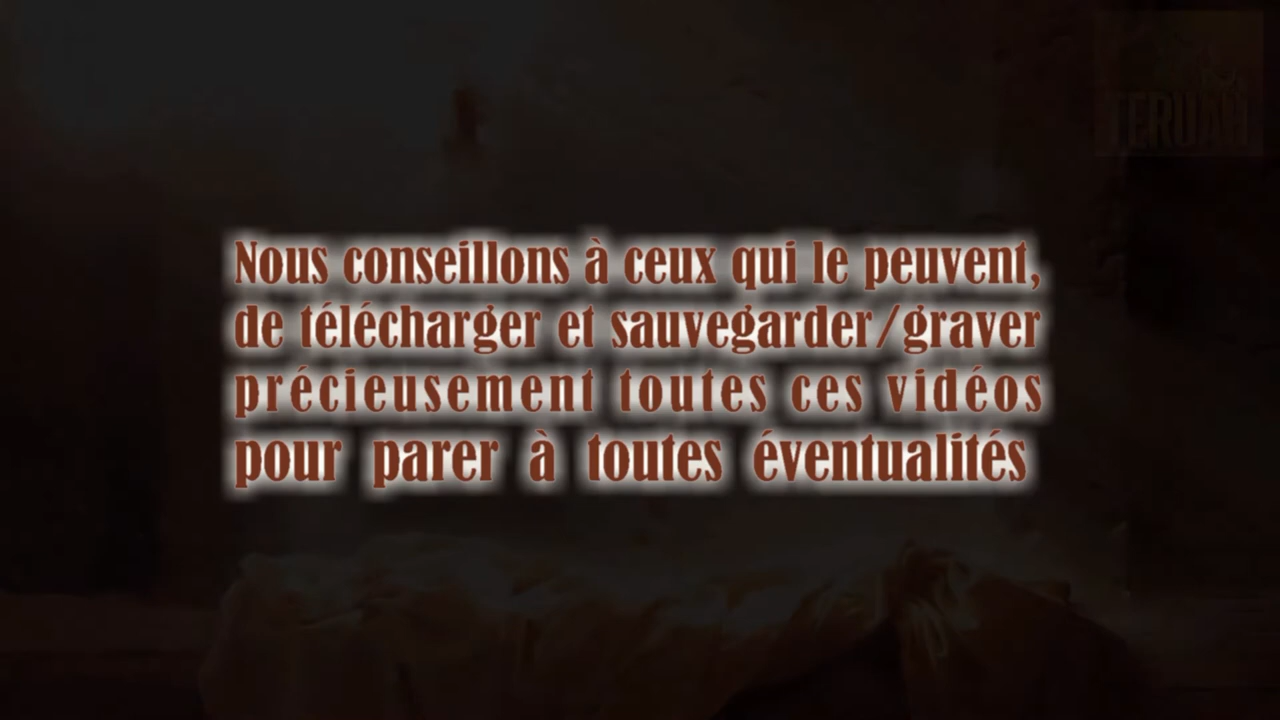 TERUAH
Nous conseillons à ceux qui le peuvent,
de télécharger et sauvegarder/graver
précieusement toutes ces vidéos
pour parer à toutes éventualités